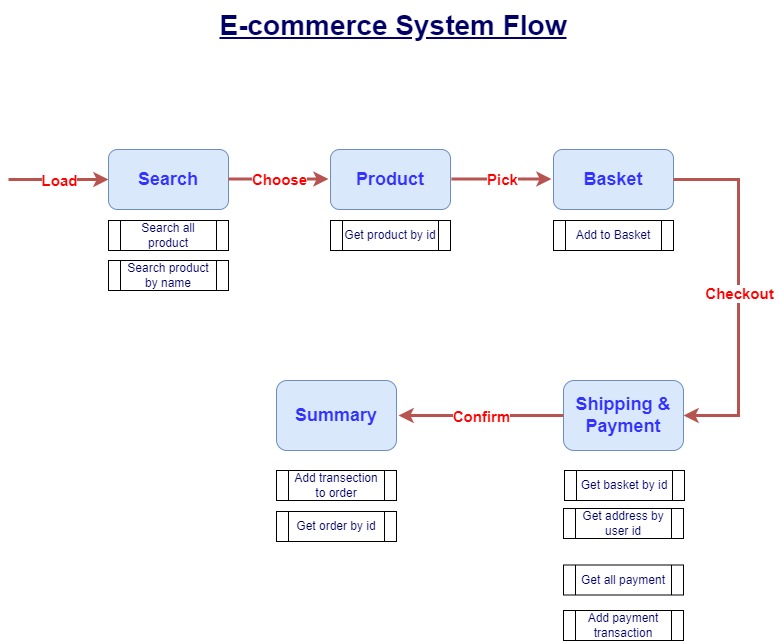 E-commerce System Flow
Load
Search
Choose
Product
Pick
Basket
Search all
product
Get product by id
Add to Basket
Search product
by name
Checkout
Summary
Confirm
Shipping &
Payment
Add transection
to order
Get basket by id
Get order by id
Get address by
user id
Get all payment
Add payment
transaction